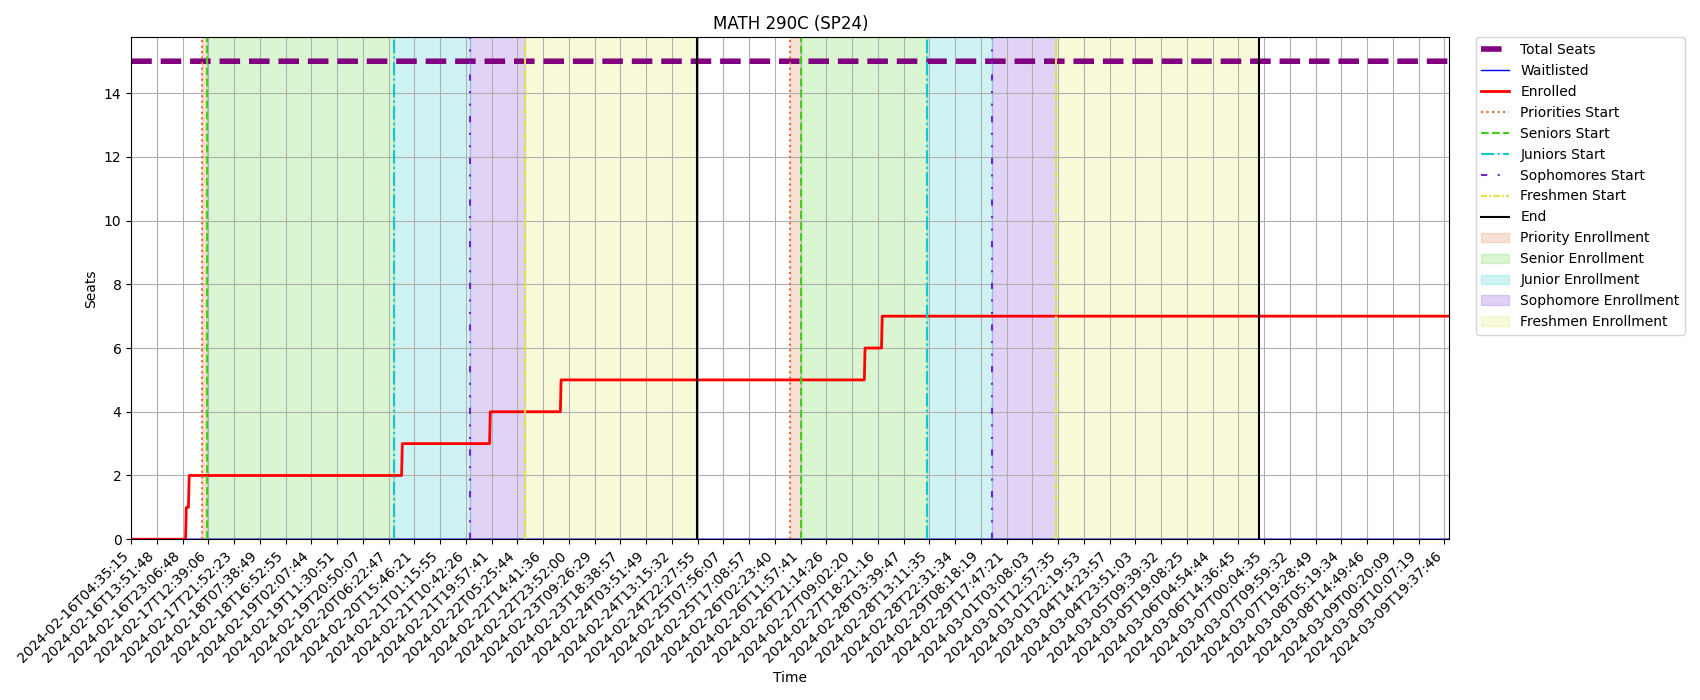 MATH 290C (SP24)
Seats
14
12
10
8
6
4
2
0
2024-02-16T04:35:15
2024-02-16T13:51:48
2024-02-16T23:06:48
2024-02-17T12:39:06
2024-02-17T21:52:23
2024-02-18T07:38:49
2024-02-18T16:52:55
2024-02-19T02:07:44
2024-02-19T11:30:51
2024-02-19T20:50:07
2024-02-20T06:22:47
2024-02-20T15:46:21
2024-02-21T01:15:55
2024-02-21T10:42:26
2024-02-21T19:57:41
2024-02-22T05:25:44
2024-02-22T14:41:36
2024-02-22T23:52:00
2024-02-23T09:26:29
2024-02-23T18:38:57
2024-02-24T03:51:49
2024-02-24T13:15:32
2024-02-24T22:27:55
2024-02-25T07:56:07
2024-02-25T17:08:57
2024-02-26T02:23:40
2024-02-26T11:57:41
2024-02-26T21:14:26
2024-02-27T09:02:20
2024-02-27T18:21:16
2024-02-28T03:39:47
2024-02-28T13:11:35
2024-02-28T22:31:34
2024-02-29T08:18:19
2024-02-29T17:47:21
2024-03-01T03:08:03
2024-03-01T12:57:35
2024-03-01T22:19:53
2024-03-04T14:23:57
2024-03-04T23:51:03
2024-03-05T09:39:32
2024-03-05T19:08:25
2024-03-06T04:54:44
2024-03-06T14:36:45
2024-03-07T00:04:35
2024-03-07T09:59:32
2024-03-07T19:28:49
2024-03-08T05:19:34
2024-03-08T14:49:46
2024-03-09T00:20:09
2024-03-09T10:07:19
2024-03-09T19:37:46
Time
Total Seats
Waitlisted
Enrolled
Priorities Start
Seniors Start
Juniors Start
Sophomores Start
Freshmen Start
End
Priority Enrollment
Senior Enrollment
Junior Enrollment
Sophomore Enrollment
Freshmen Enrollment